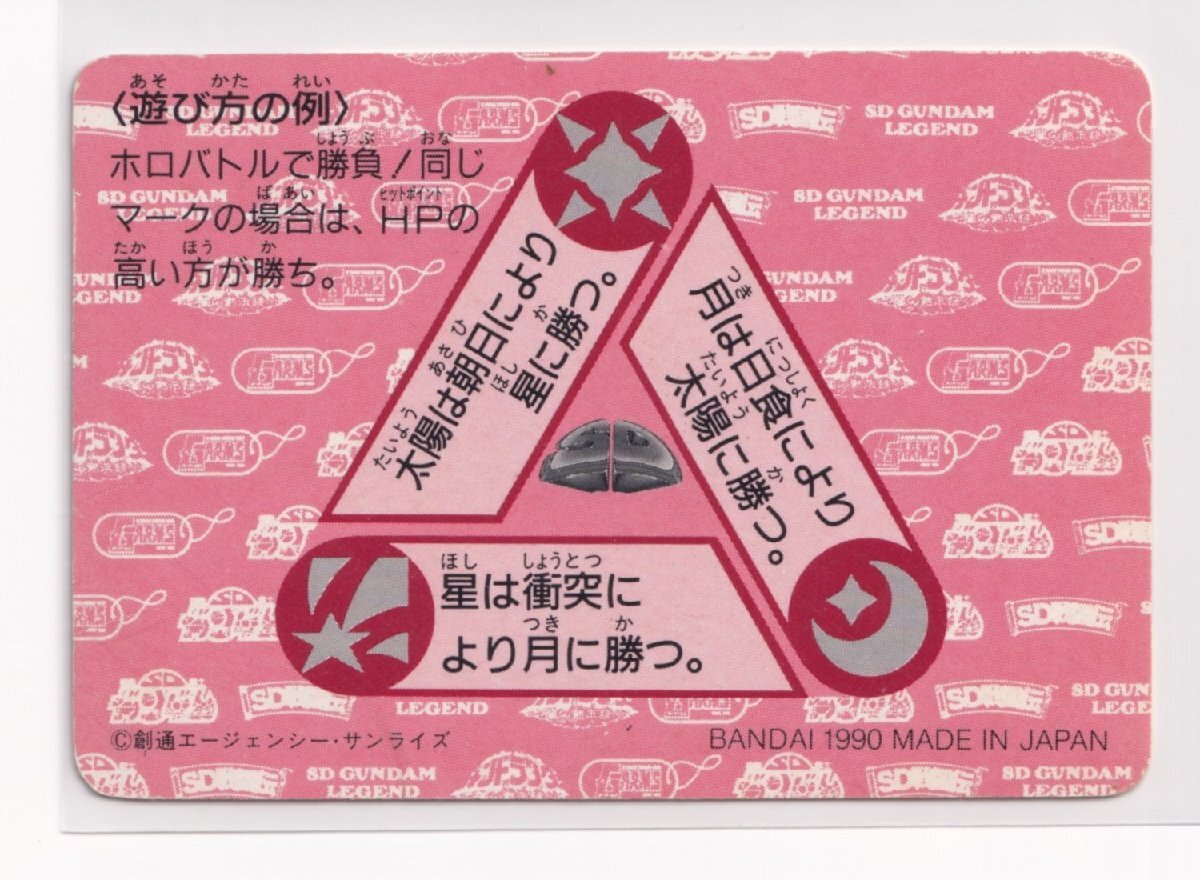 〈遊び方の例〉
ホロバトルで勝負!同じ
マークの場合は、HPの
高い方が勝ち。
太陽は朝日により
星に勝つ。
月は日食により
太陽に勝つ。
星は衝突に
より月に勝つ。
©創通エージェンシー・サンライズ
BANDAI 1990 MADE IN JAPAN
SD GUNDAM
LEGEND